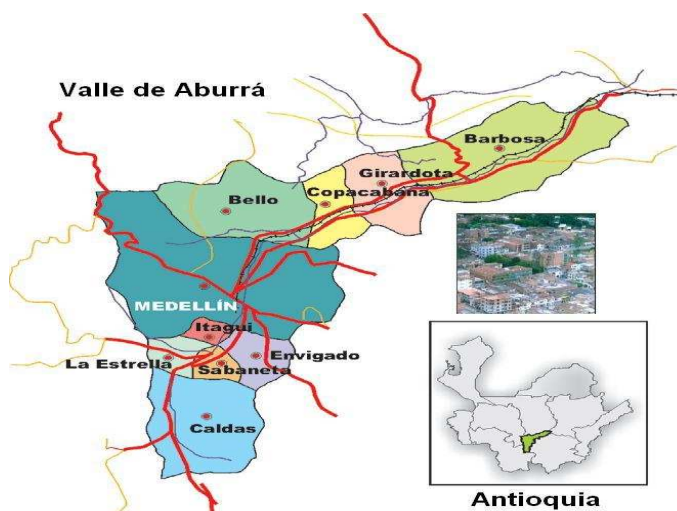 Valle de Aburrá
Barbosa
Girardota
Copacabana
Bello
MEDELLÍN
Itagui
La Estrella
Envigado
Sabaneta
Caldas
Antioquia